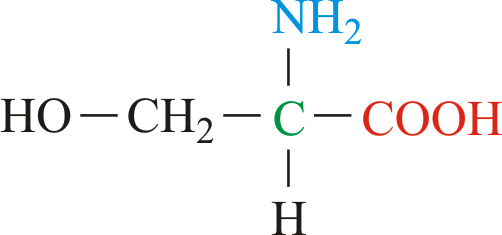 NH₂
HO — CH₂ — C — COOH
H